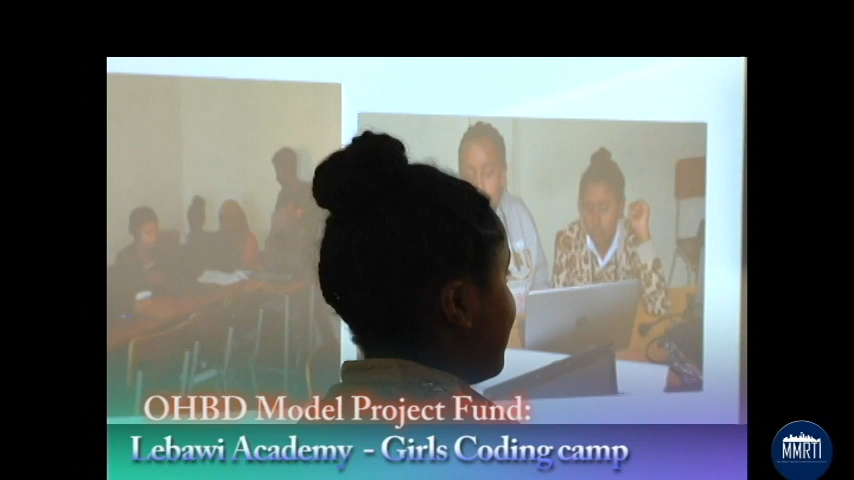 OHBD Model Project Fund:
Lebawi Academy - Girls Coding camp
MMRTI